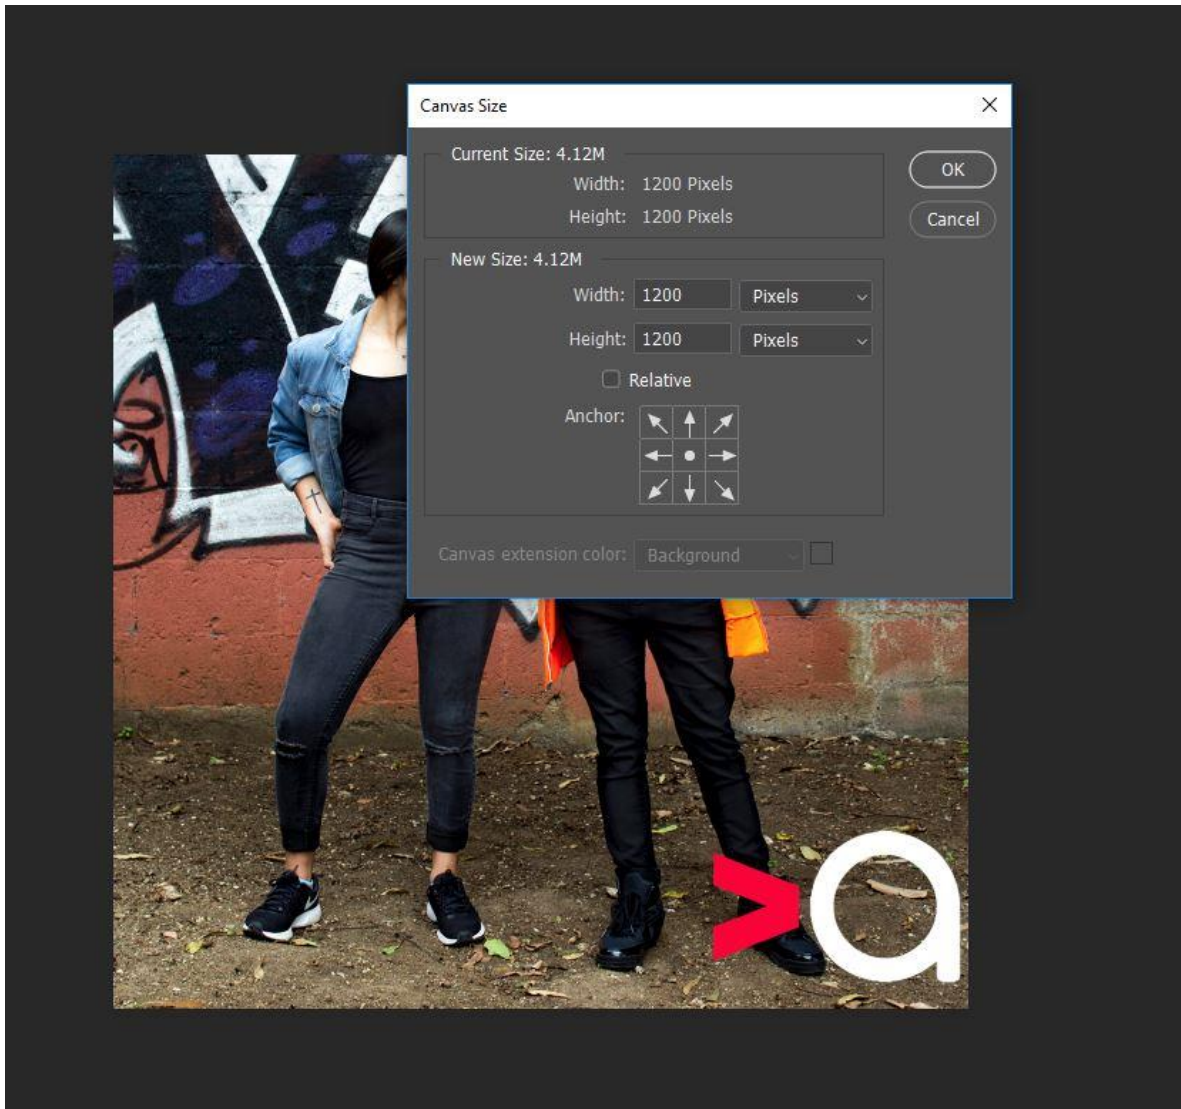 Canvas Size
Current Size: 4.12M
Width: 1200 Pixels
Height: 1200 Pixels
OK
Cancel
New Size: 4.12M
Width: 1200 Pixels
Height: 1200 Pixels
Relative
Anchor:
Canvas extension color: Background
>a